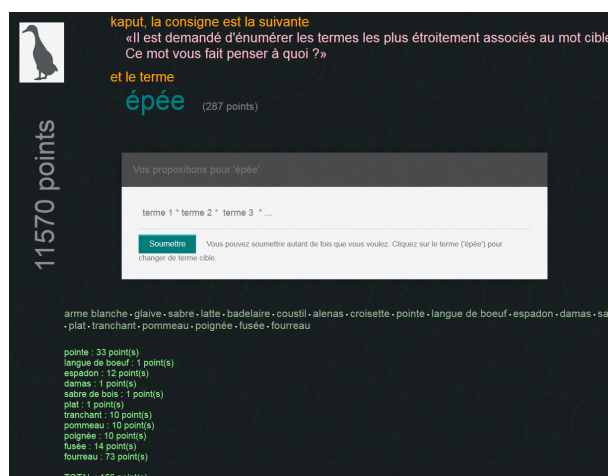 kaput, la consigne est la suivante
«Il est demandé d'énumérer les termes les plus étroitement associés au mot cible
Ce mot vous fait penser à quoi ?»
et le terme
épée (287 points)
11570 points
Vos propositions pour 'épée'
terme 1 * terme 2 * terme 3 * ...
Soumettre Vous pouvez soumettre autant de fois que vous voulez. Cliquez sur le terme ('épée') pour
changer de terme cible.
arme blanche • glaive • sabre • latte • badelaire • coustil • alenas • croisette • pointe • langue de boeuf • espadon • damas • sa
• plat • tranchant • pommeau • poignée • fusée • fourreau
pointe : 33 point(s)
langue de boeuf : 1 point(s)
espadon : 12 point(s)
damas : 1 point(s)
sabre de bois : 1 point(s)
plat : 1 point(s)
tranchant : 10 point(s)
pommeau : 10 point(s)
poignée : 10 point(s)
fusée : 14 point(s)
fourreau : 73 point(s)